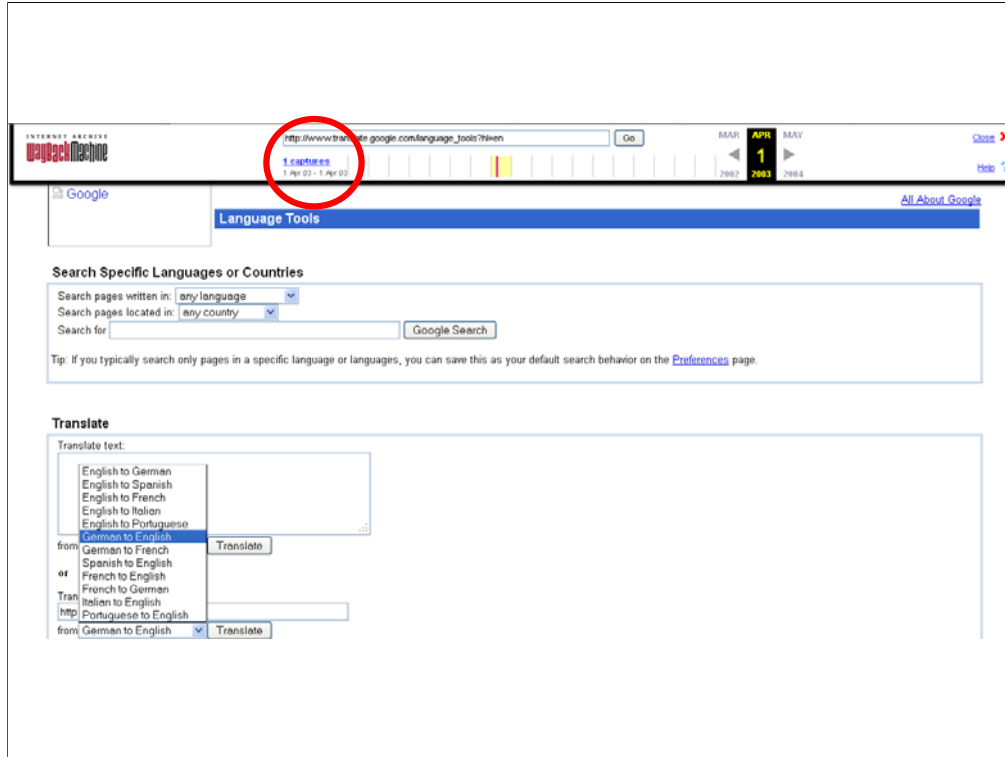 INTERNET ARCHIVE
WayBackMachine
http://www.translate.google.com/language_tools?hl=en
Go
1 captures
1 Apr 03 - 1 Apr 03
MAR APR MAY
1
2002 2003 2004
Close
Help
Google
All About Google
Language Tools
Search Specific Languages or Countries
Search pages written in: any language
Search pages located in: any country
Search for Google Search
Tip: If you typically search only pages in a specific language or languages, you can save this as your default search behavior on the Preferences page.
Translate
Translate text:
English to German
English to Spanish
English to French
English to Italian
English to Portuguese
German to English
from German to French Translate
Spanish to English
or French to English
French to German
Tran Italian to English
http Portuguese to English
from German to English Translate